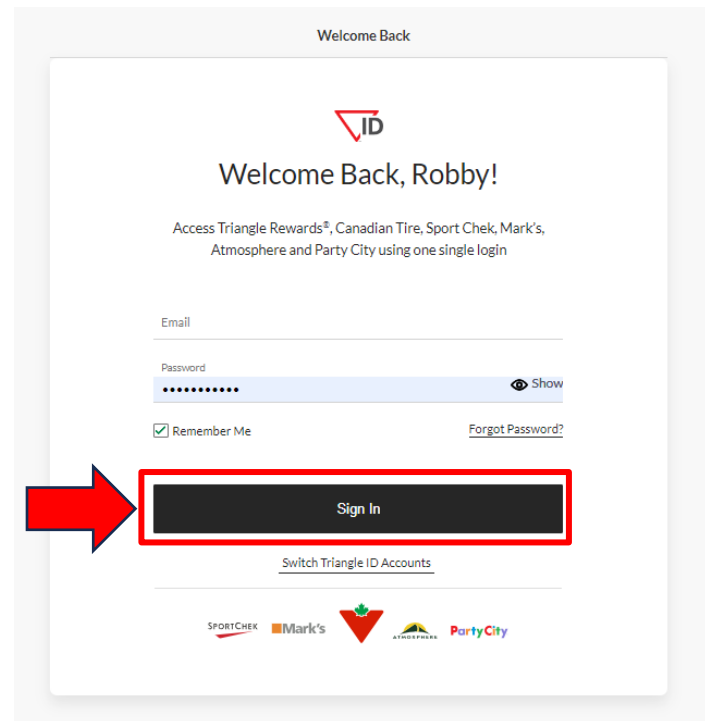 Welcome Back
ID
Welcome Back, Robby!
Access Triangle Rewards®, Canadian Tire, Sport Chek, Mark's,
Atmosphere and Party City using one single login
Email
Password
••••••••••• Show
Remember Me Forgot Password?
Sign In
Switch Triangle ID Accounts
SPORTCHEK Mark's ATMOSPHERE PartyCity